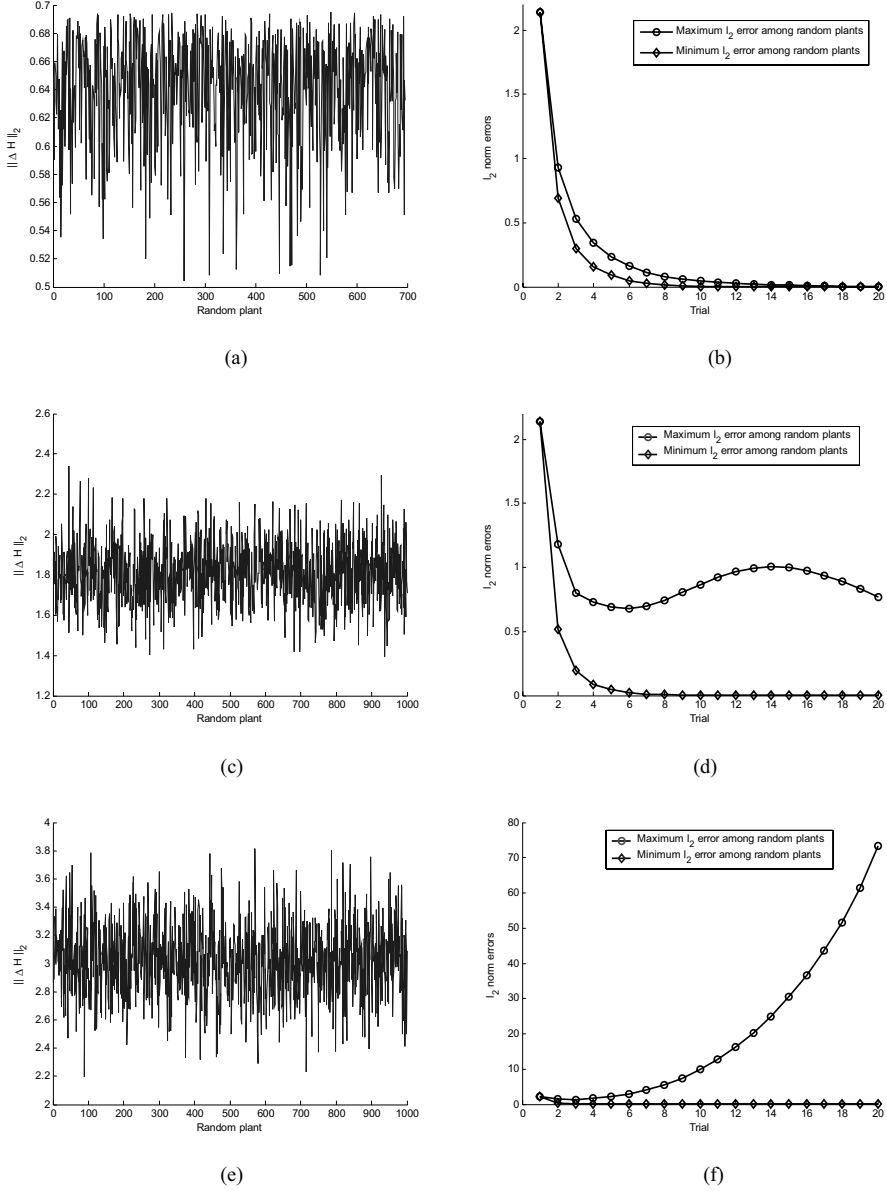 0.7
0.68
0.66
0.64
0.62
0.6
0.58
0.56
0.54
0.52
0.5
|| Δ H ||2
0 100 200 300 400 500 600 700
Random plant
(a)
2
1.5
1
0.5
0
l2 norm errors
Maximum l2 error among random plants
Minimum l2 error among random plants
0 2 4 6 8 10 12 14 16 18 20
Trial
(b)
2.6
2.4
2.2
2
1.8
1.6
1.4
1.2
|| Δ H ||2
0 100 200 300 400 500 600 700 800 900 1000
Random plant
(c)
2
1.5
1
0.5
0
l2 norm errors
Maximum l2 error among random plants
Minimum l2 error among random plants
0 2 4 6 8 10 12 14 16 18 20
Trial
(d)
4
3.8
3.6
3.4
3.2
3
2.8
2.6
2.4
2.2
2
|| Δ H ||2
0 100 200 300 400 500 600 700 800 900 1000
Random plant
(e)
80
70
60
50
40
30
20
10
0
l2 norm errors
Maximum l2 error among random plants
Minimum l2 error among random plants
0 2 4 6 8 10 12 14 16 18 20
Trial
(f)